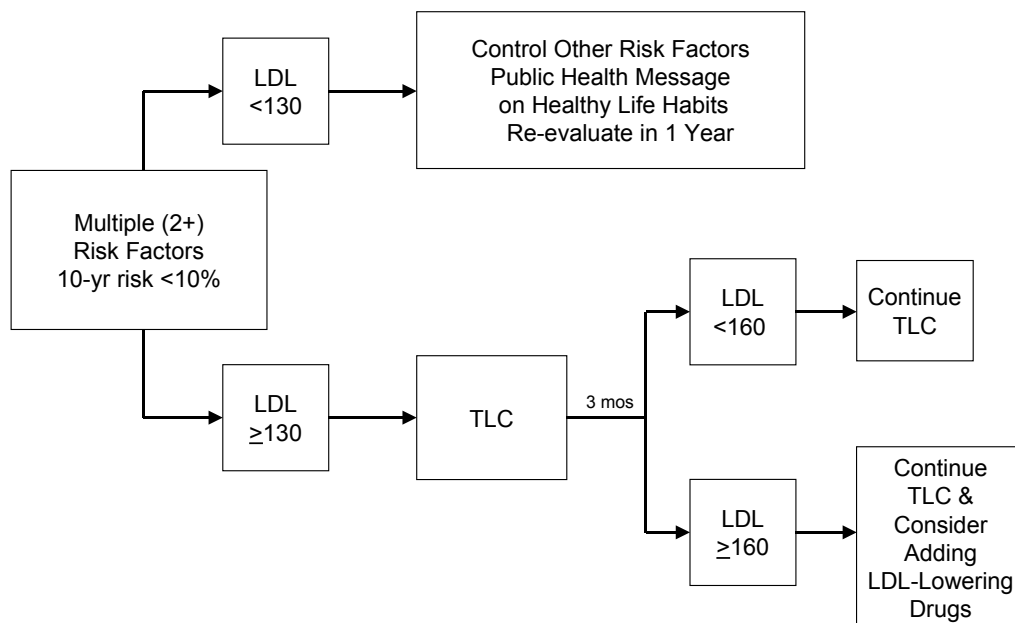 LDL
<130
Control Other Risk Factors
Public Health Message
on Healthy Life Habits
Re-evaluate in 1 Year
Multiple (2+)
Risk Factors
10-yr risk <10%
LDL
≥130
TLC
3 mos
LDL
<160
Continue
TLC
LDL
≥160
Continue
TLC &
Consider
Adding
LDL-Lowering
Drugs